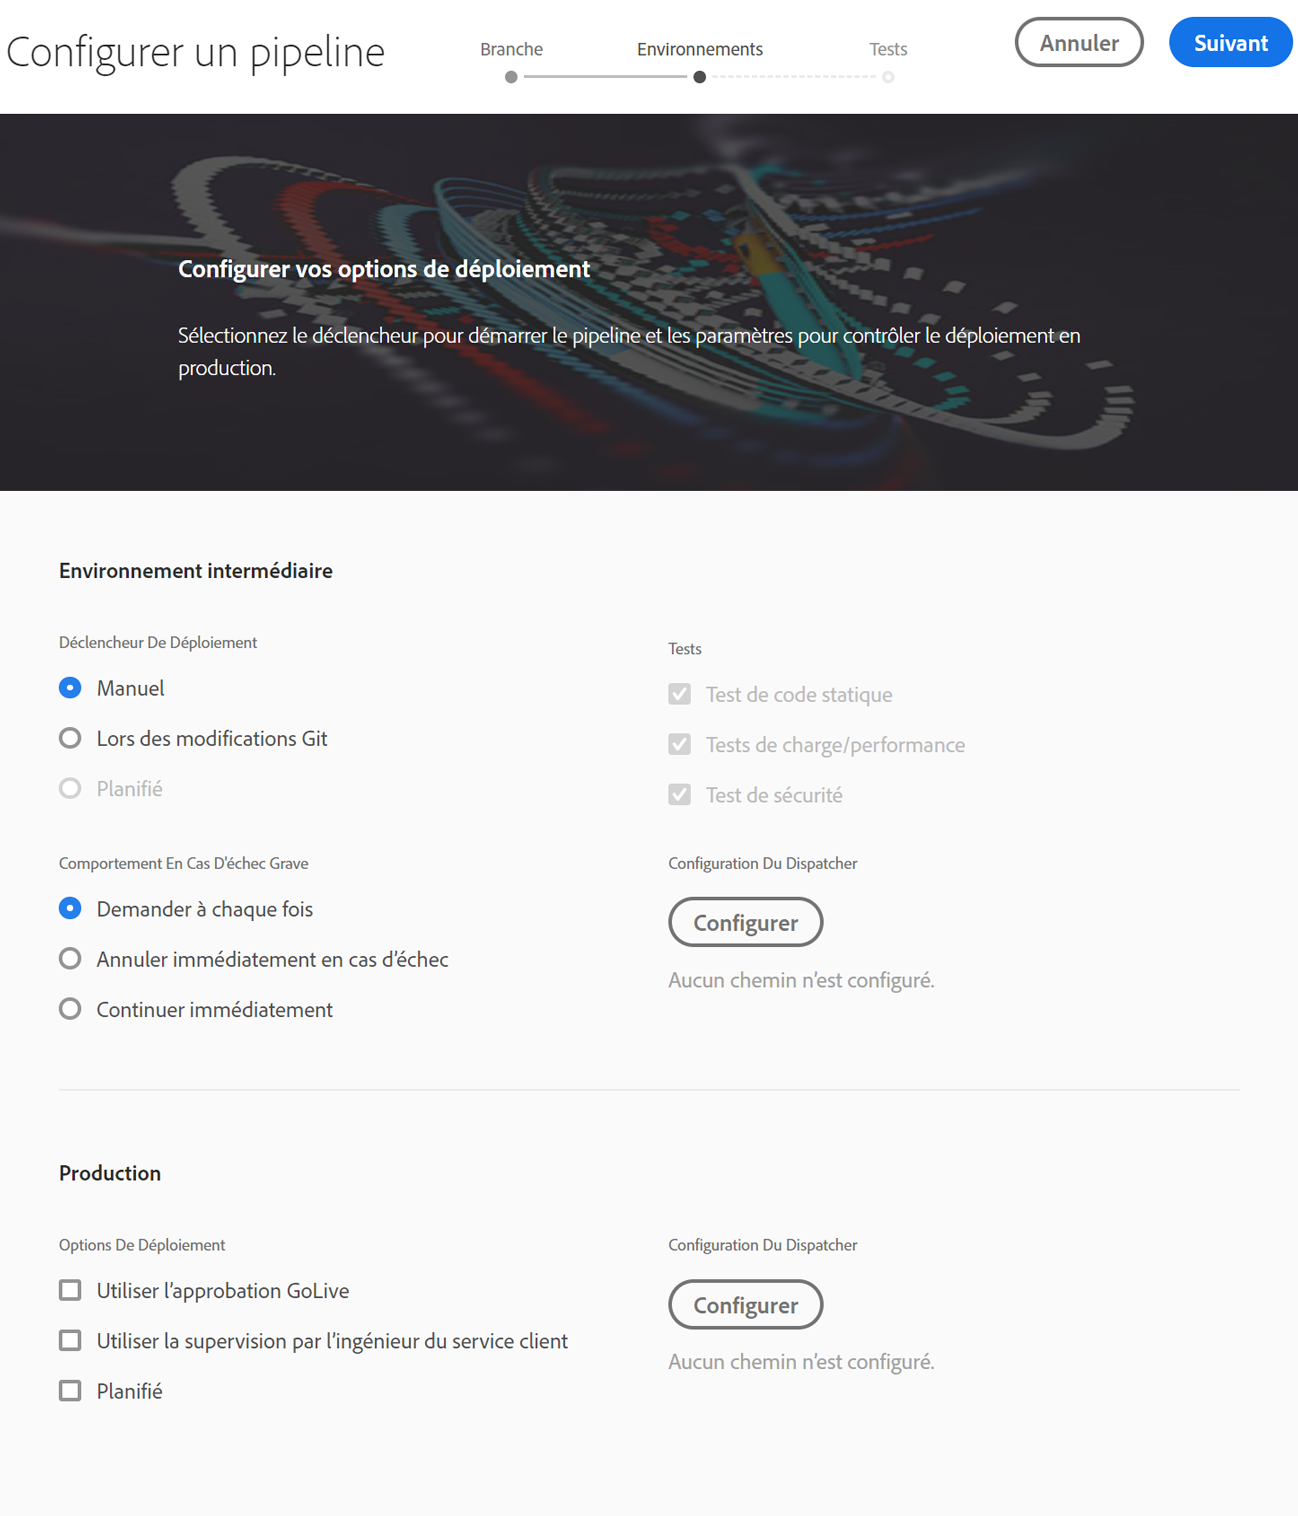 Configurer un pipeline
Branche
Environnements
Tests
Annuler
Suivant
Configurer vos options de déploiement
Sélectionnez le déclencheur pour démarrer le pipeline et les paramètres pour contrôler le déploiement en
production.
Environnement intermédiaire
Déclencheur De Déploiement
Manuel
Lors des modifications Git
Planifié
Tests
Test de code statique
Tests de charge/performance
Test de sécurité
Comportement En Cas D'échec Grave
Demander à chaque fois
Annuler immédiatement en cas d’échec
Continuer immédiatement
Configuration Du Dispatcher
Configurer
Aucun chemin n’est configuré.
Production
Options De Déploiement
Utiliser l’approbation GoLive
Utiliser la supervision par l’ingénieur du service client
Planifié
Configuration Du Dispatcher
Configurer
Aucun chemin n’est configuré.